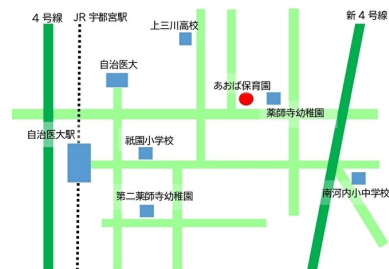 4号線
JR 宇都宮駅
上三川高校
新4号線
自治医大
あおば保育園
薬師寺幼稚園
自治医大駅
祇園小学校
南河内小中学校
第二薬師寺幼稚園